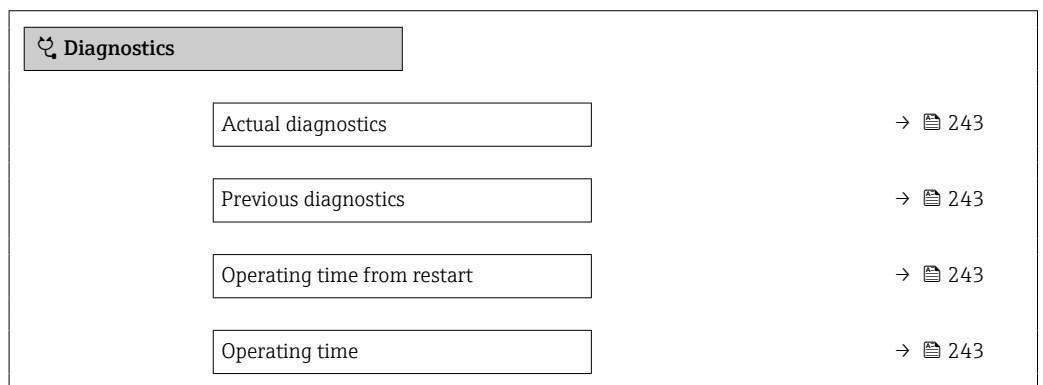 Diagnostics
Actual diagnostics → 243
Previous diagnostics → 243
Operating time from restart → 243
Operating time → 243